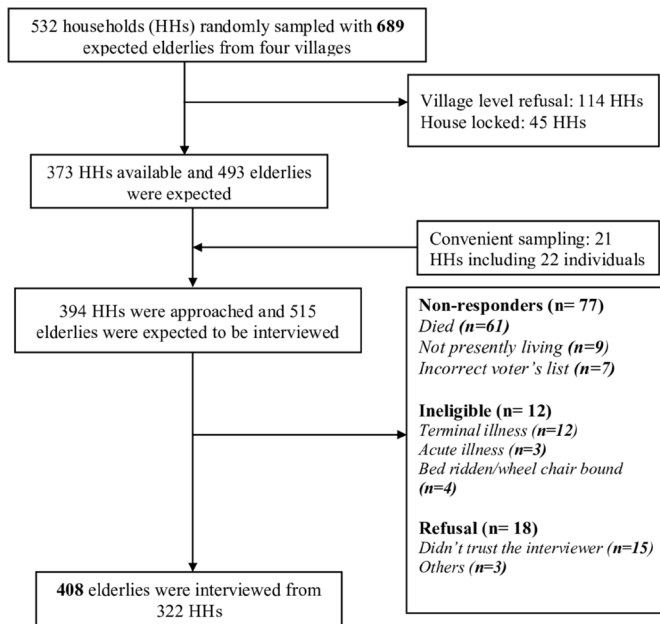 532 households (HHs) randomly sampled with 689
expected elderlies from four villages
Village level refusal: 114 HHs
House locked: 45 HHs
373 HHs available and 493 elderlies
were expected
Convenient sampling: 21
HHs including 22 individuals
394 HHs were approached and 515
elderlies were expected to be interviewed
Non-responders (n= 77)
Died (n=61)
Not presently living (n=9)
Incorrect voter's list (n=7)
Ineligible (n= 12)
Terminal illness (n=12)
Acute illness (n=3)
Bed ridden/wheel chair bound
(n=4)
Refusal (n= 18)
Didn't trust the interviewer (n=15)
Others (n=3)
408 elderlies were interviewed from
322 HHs